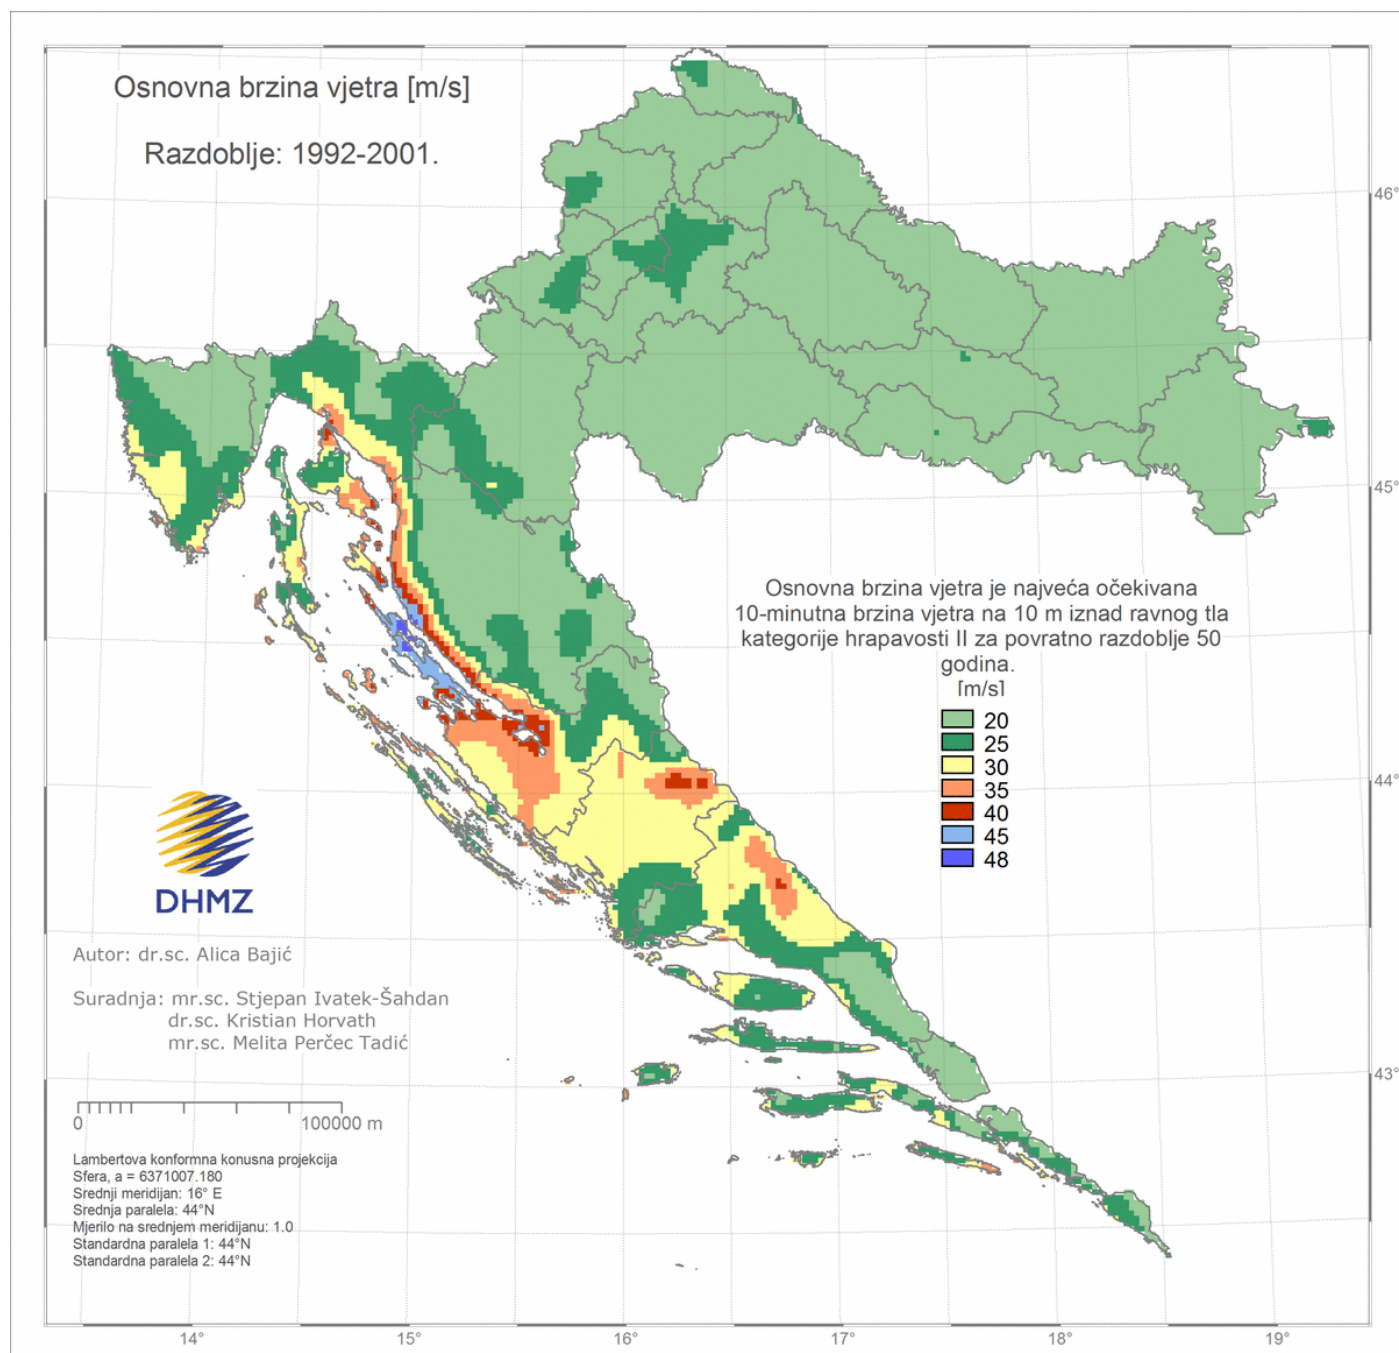 Osnovna brzina vjetra [m/s]
Razdoblje: 1992-2001.
46°
45°
Osnovna brzina vjetra je najveća očekivana
10-minutna brzina vjetra na 10 m iznad ravnog tla
kategorije hrapavosti II za povratno razdoblje 50
godina.
[m/s]
20
25
30
35
40
45
48
44°
DHMZ
Autor: dr.sc. Alica Bajić
Suradnja: mr.sc. Stjepan Ivatek-Šahdan
dr.sc. Kristian Horvath
mr.sc. Melita Perčec Tadić
43°
0 100000 m
Lambertova konformna konusna projekcija
Sfera, a = 6371007.180
Srednji meridijan: 16° E
Srednja paralela: 44°N
Mjerilo na srednjem meridijanu: 1.0
Standardna paralela 1: 44°N
Standardna paralela 2: 44°N
14° 15° 16° 17° 18° 19°